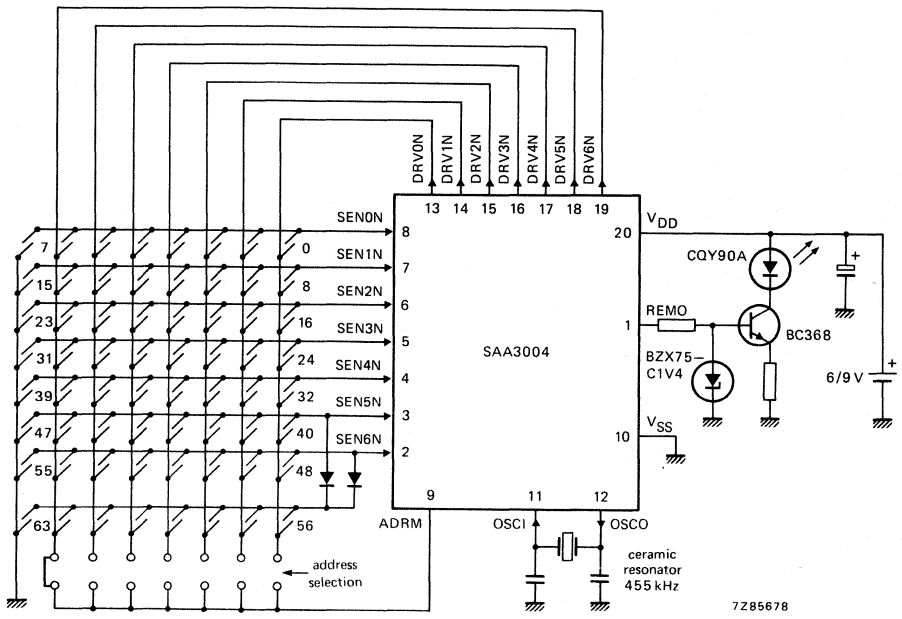 DRV0N
DRV1N
DRV2N
DRV3N
DRV4N
DRV5N
DRV6N
13 14 15 16 17 18 19
SEN0N 8
7 0
SEN1N 7
15 8
SEN2N 6
23 16
SEN3N 5
31 24
SEN4N 4
39 32
SEN5N 3
47 40
SEN6N 2
55 48
63 56
ADRM 9
address
selection
SAA3004
20 VDD
CQY90A
+
1 REMO
BC368
BZX75–
C1V4
6/9 V
+
10 VSS
11 12
OSCI OSCO
ceramic
resonator
455 kHz
7Z85678